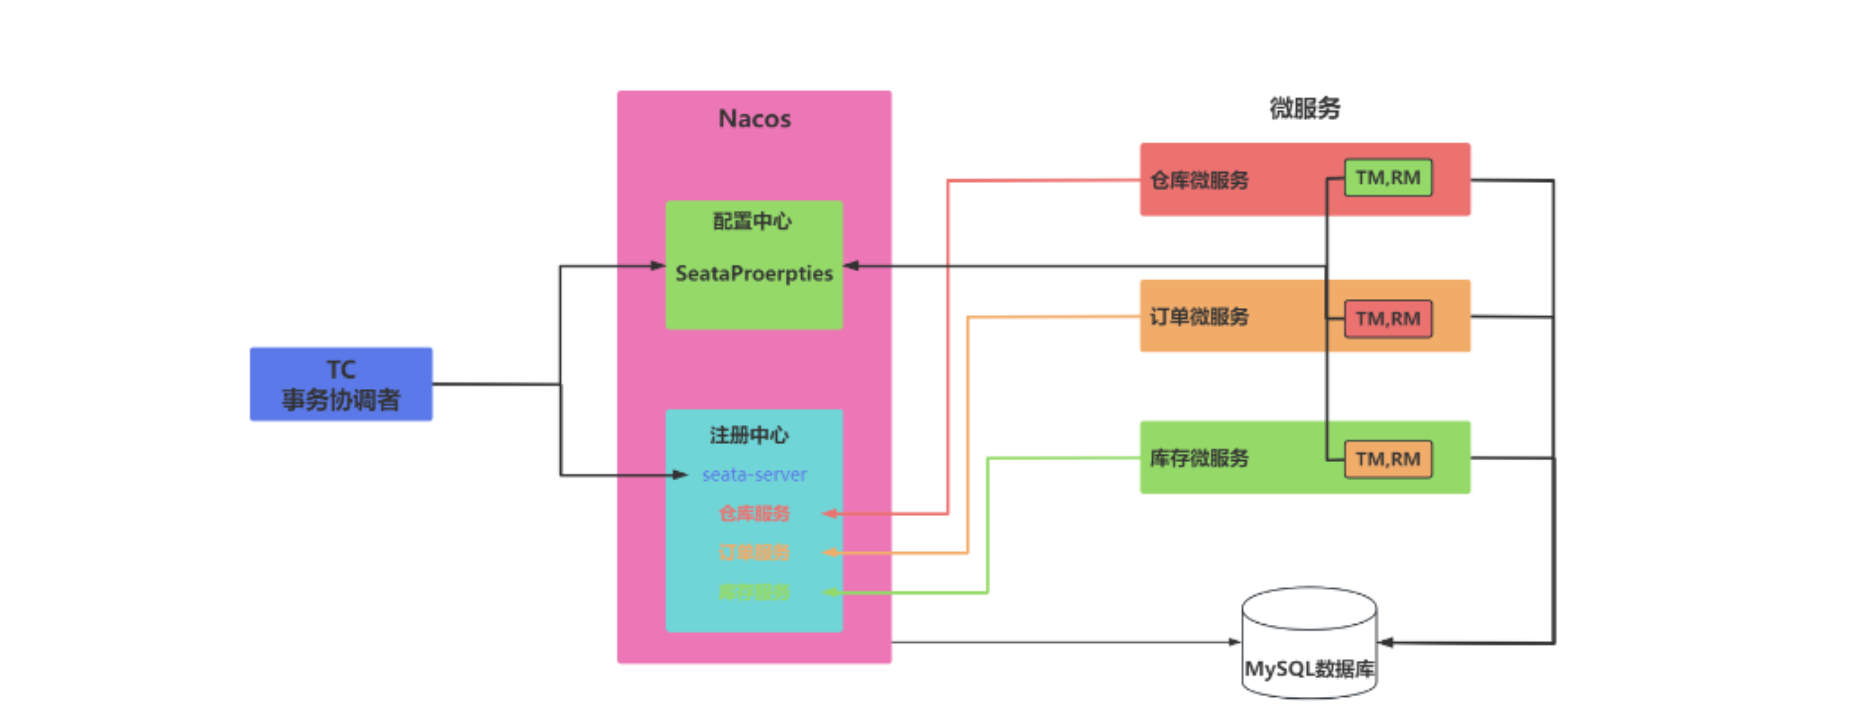 Nacos
配置中心
SeataProerpties
TC
事务协调者
注册中心
seata-server
仓库服务
订单服务
库存服务
微服务
仓库微服务
TM,RM
订单微服务
TM,RM
库存微服务
TM,RM
MySQL数据库